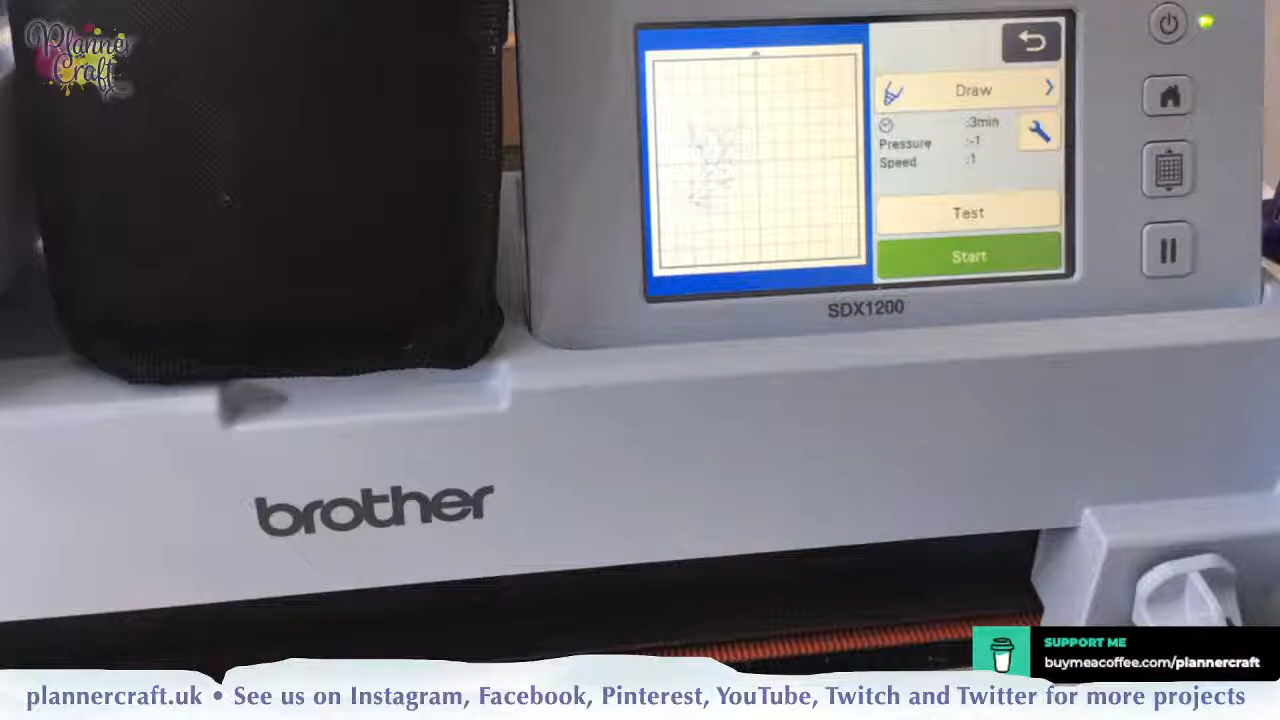 Planner
Craft
Draw
:3min
Pressure :-1
Speed :1
Test
Start
SDX1200
brother
SUPPORT ME
buymeacoffee.com/plannercraft
plannercraft.uk • See us on Instagram, Facebook, Pinterest, YouTube, Twitch and Twitter for more projects